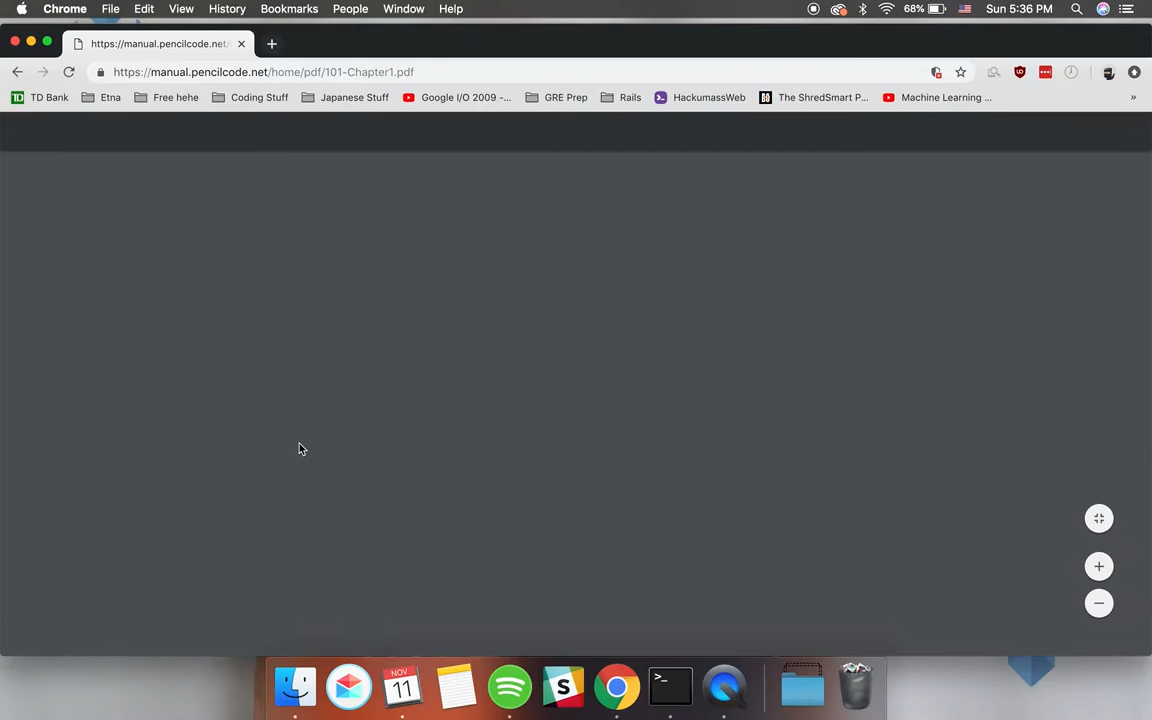 Chrome File Edit View History Bookmarks People Window Help 68% Sun 5:36 PM
https://manual.pencilcode.net/
https://manual.pencilcode.net/home/pdf/101-Chapter1.pdf
TD Bank Etna Free hehe Coding Stuff Japanese Stuff Google I/O 2009 -... GRE Prep Rails HackumassWeb The ShredSmart P... Machine Learning ... »
NOV
11